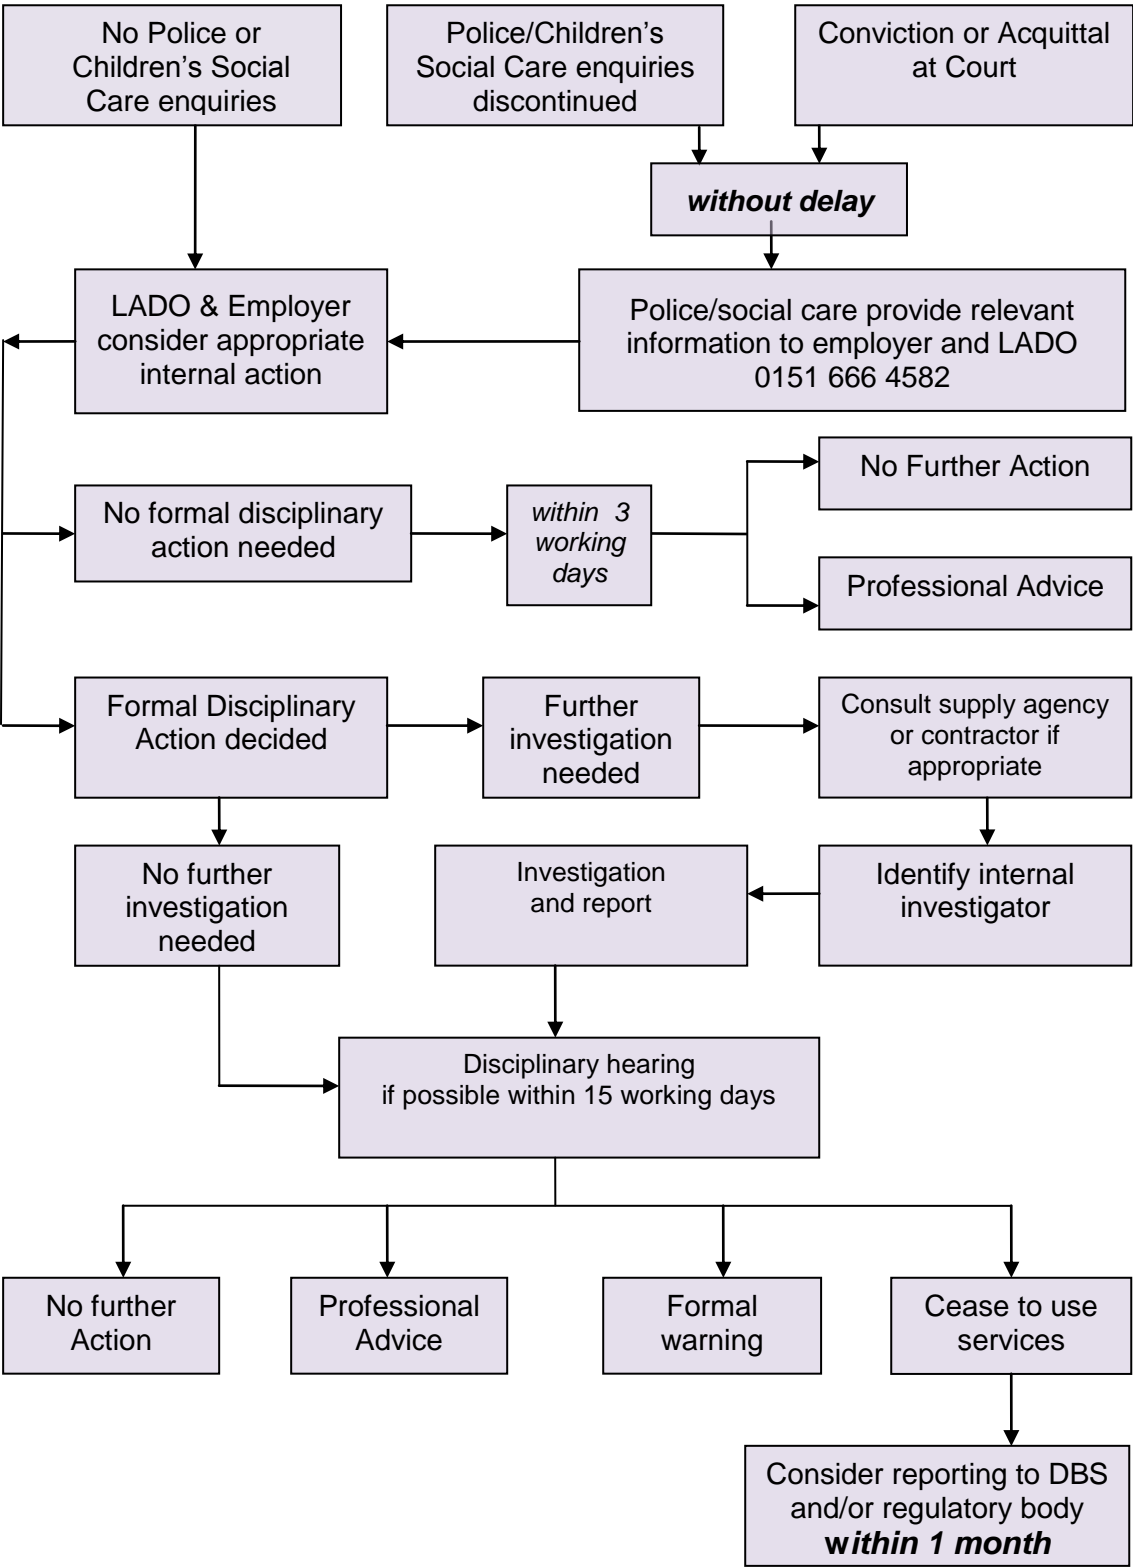 No Police or
Children's Social
Care enquiries
Police/Children's
Social Care enquiries
discontinued
Conviction or Acquittal
at Court
without delay
LADO & Employer
consider appropriate
internal action
Police/social care provide relevant
information to employer and LADO
0151 666 4582
No Further Action
No formal disciplinary
action needed
within 3
working
days
Professional Advice
Formal Disciplinary
Action decided
Further
investigation
needed
Consult supply agency
or contractor if
appropriate
No further
investigation
needed
Investigation
and report
Identify internal
investigator
Disciplinary hearing
if possible within 15 working days
No further
Action
Professional
Advice
Formal
warning
Cease to use
services
Consider reporting to DBS
and/or regulatory body
within 1 month